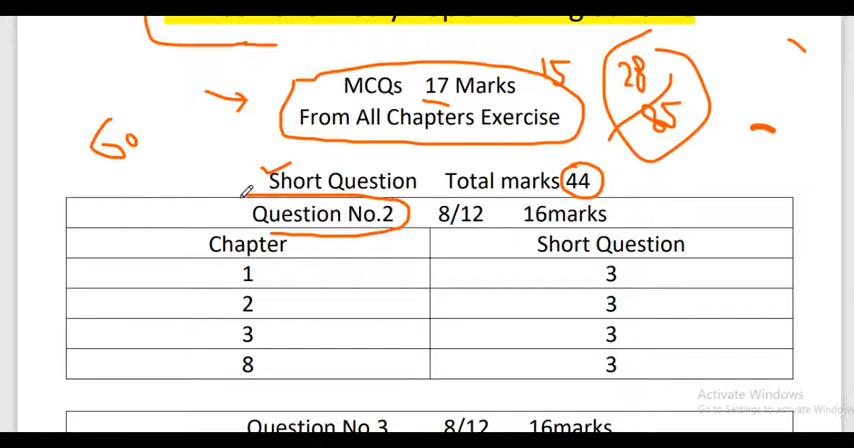 MCQs 17 Marks 15
From All Chapters Exercise
28
85
60
Short Question Total marks 44
Question No.2 8/12 16marks
Chapter Short Question
1 3
2 3
3 3
8 3
Question No.3 8/12 16marks
Activate Windows
Go to Settings to activate Windows